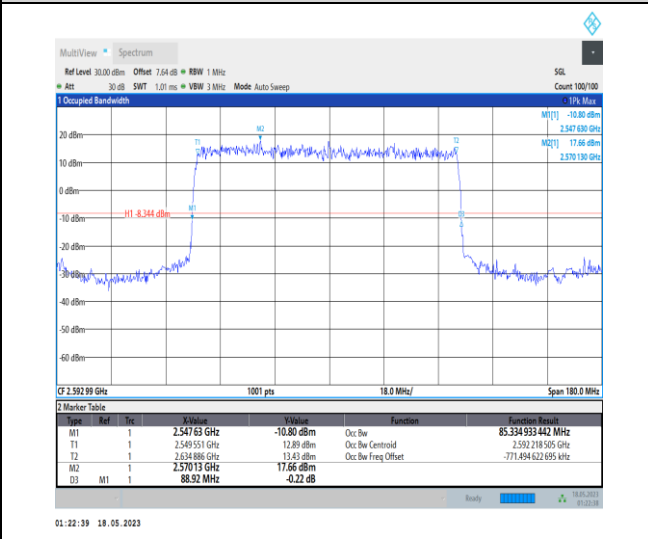 MultiView Spectrum
Ref Level 30.00 dBm Offset 7.64 dB RBW 1 MHz SGL
Att 30 dB SWT 1.01 ms VBW 3 MHz Mode Auto Sweep Count 100/100
1 Occupied Bandwidth 1Pk Max
M1[1] -10.80 dBm
2.547 630 GHz
M2[1] 17.66 dBm
2.570 130 GHz
M2
T1
T2
20 dBm
10 dBm
0 dBm
M1
H1 -8.344 dBm
D3
-10 dBm
-20 dBm
-30 dBm
-40 dBm
-50 dBm
-60 dBm
CF 2.592 99 GHz 1001 pts 18.0 MHz/ Span 180.0 MHz
2 Marker Table
Type Ref Trc X-Value Y-Value Function Function Result
M1 1 2.547 63 GHz -10.80 dBm Occ Bw 85.334 933 442 MHz
T1 1 2.549 551 GHz 12.89 dBm Occ Bw Centroid 2.592 218 505 GHz
T2 1 2.634 886 GHz 13.43 dBm Occ Bw Freq Offset -771.494 622 695 kHz
M2 1 2.570 13 GHz 17.66 dBm
D3 M1 1 88.92 MHz -0.22 dB
Ready 18.05.2023
01:22:38
01:22:39 18.05.2023